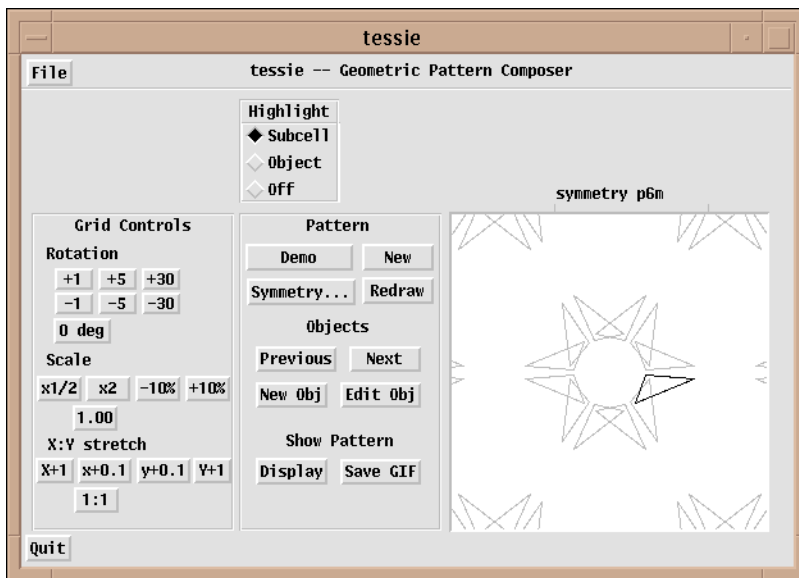 tessie
File
tessie -- Geometric Pattern Composer
Highlight
Subcell
Object
Off
symmetry p6m
Grid Controls
Rotation
+1 +5 +30
-1 -5 -30
0 deg
Scale
x1/2 x2 -10% +10%
1.00
X:Y stretch
X+1 x+0.1 y+0.1 Y+1
1:1
Pattern
Demo New
Symmetry... Redraw
Objects
Previous Next
New Obj Edit Obj
Show Pattern
Display Save GIF
Quit